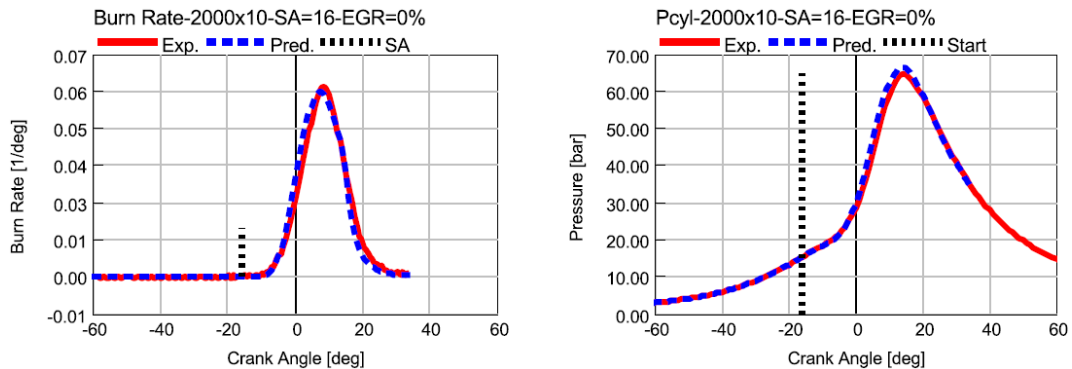 Burn Rate-2000x10-SA=16-EGR=0%
Exp. Pred. SA
0.07
0.06
0.05
0.04
0.03
0.01
0.00
-0.01
Burn Rate [1/deg]
-60 -40 -20 0 20 40 60
Crank Angle [deg]
Pcyl-2000x10-SA=16-EGR=0%
Exp. Pred. Start
70.00
60.00
50.00
40.00
30.00
20.00
10.00
0.00
Pressure [bar]
-60 -40 -20 0 20 40 60
Crank Angle [deg]